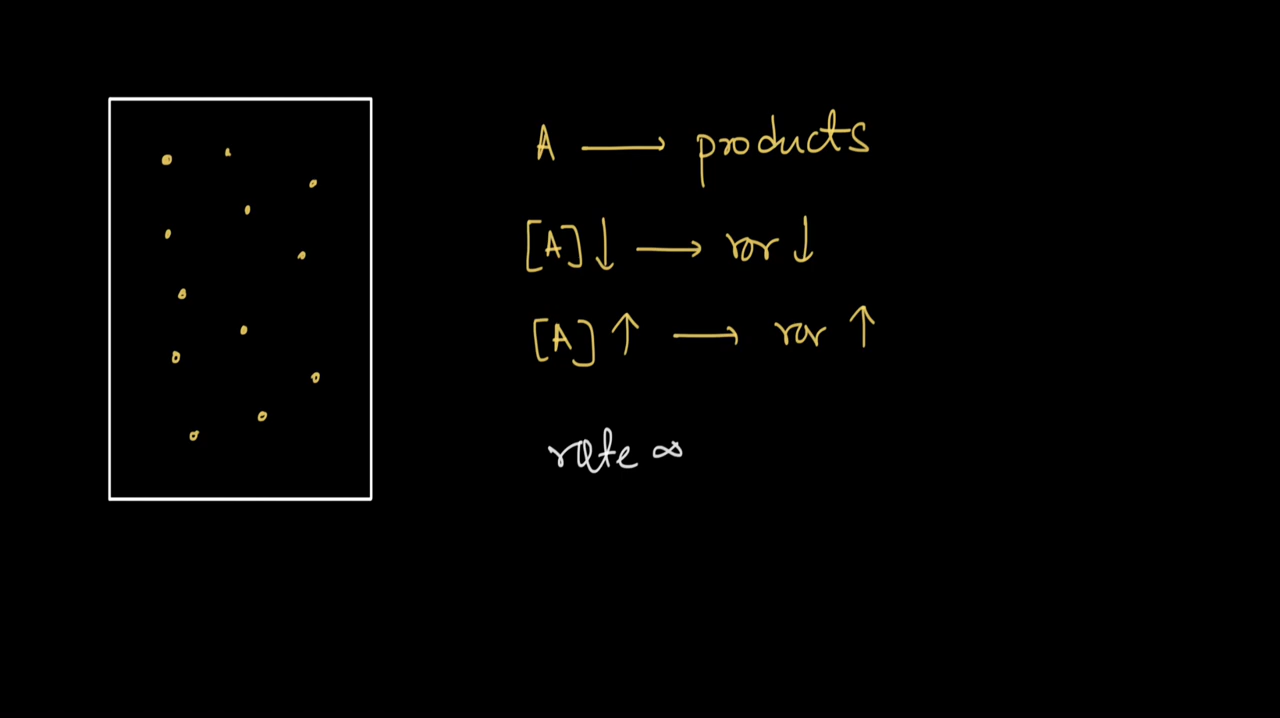 A → products
[A]↓ → ror ↓
[A]↑ → ror ↑
rate ∝